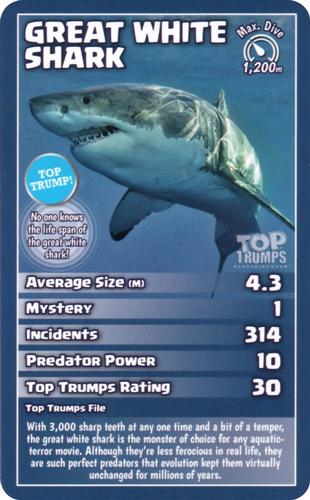 GREAT WHITE
SHARK
Max. Dive
1,200m
TOP
TRUMP!
No one knows
the life span of
the great white
shark!
TOP
TRUMPS
Average Size (M) 4.3
Mystery 1
Incidents 314
Predator Power 10
Top Trumps Rating 30
Top Trumps File
With 3,000 sharp teeth at any one time and a bit of a temper,
the great white shark is the monster of choice for any aquatic-
terror movie. Although they're less ferocious in real life, they
are such perfect predators that evolution kept them virtually
unchanged for millions of years.